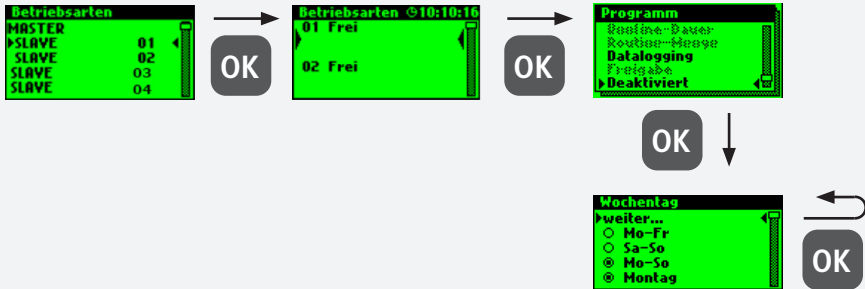 Betriebsarten
MASTER
SLAVE 01
SLAVE 02
SLAVE 03
SLAVE 04
OK
Betriebsarten 10:10:16
01 Frei
02 Frei
OK
Programm
Routine-Dauer
Routine-Menge
Datalogging
Freigabe
Deaktiviert
OK
Wochentag
weiter...
Mo-Fr
Sa-So
Mo-So
Montag
OK